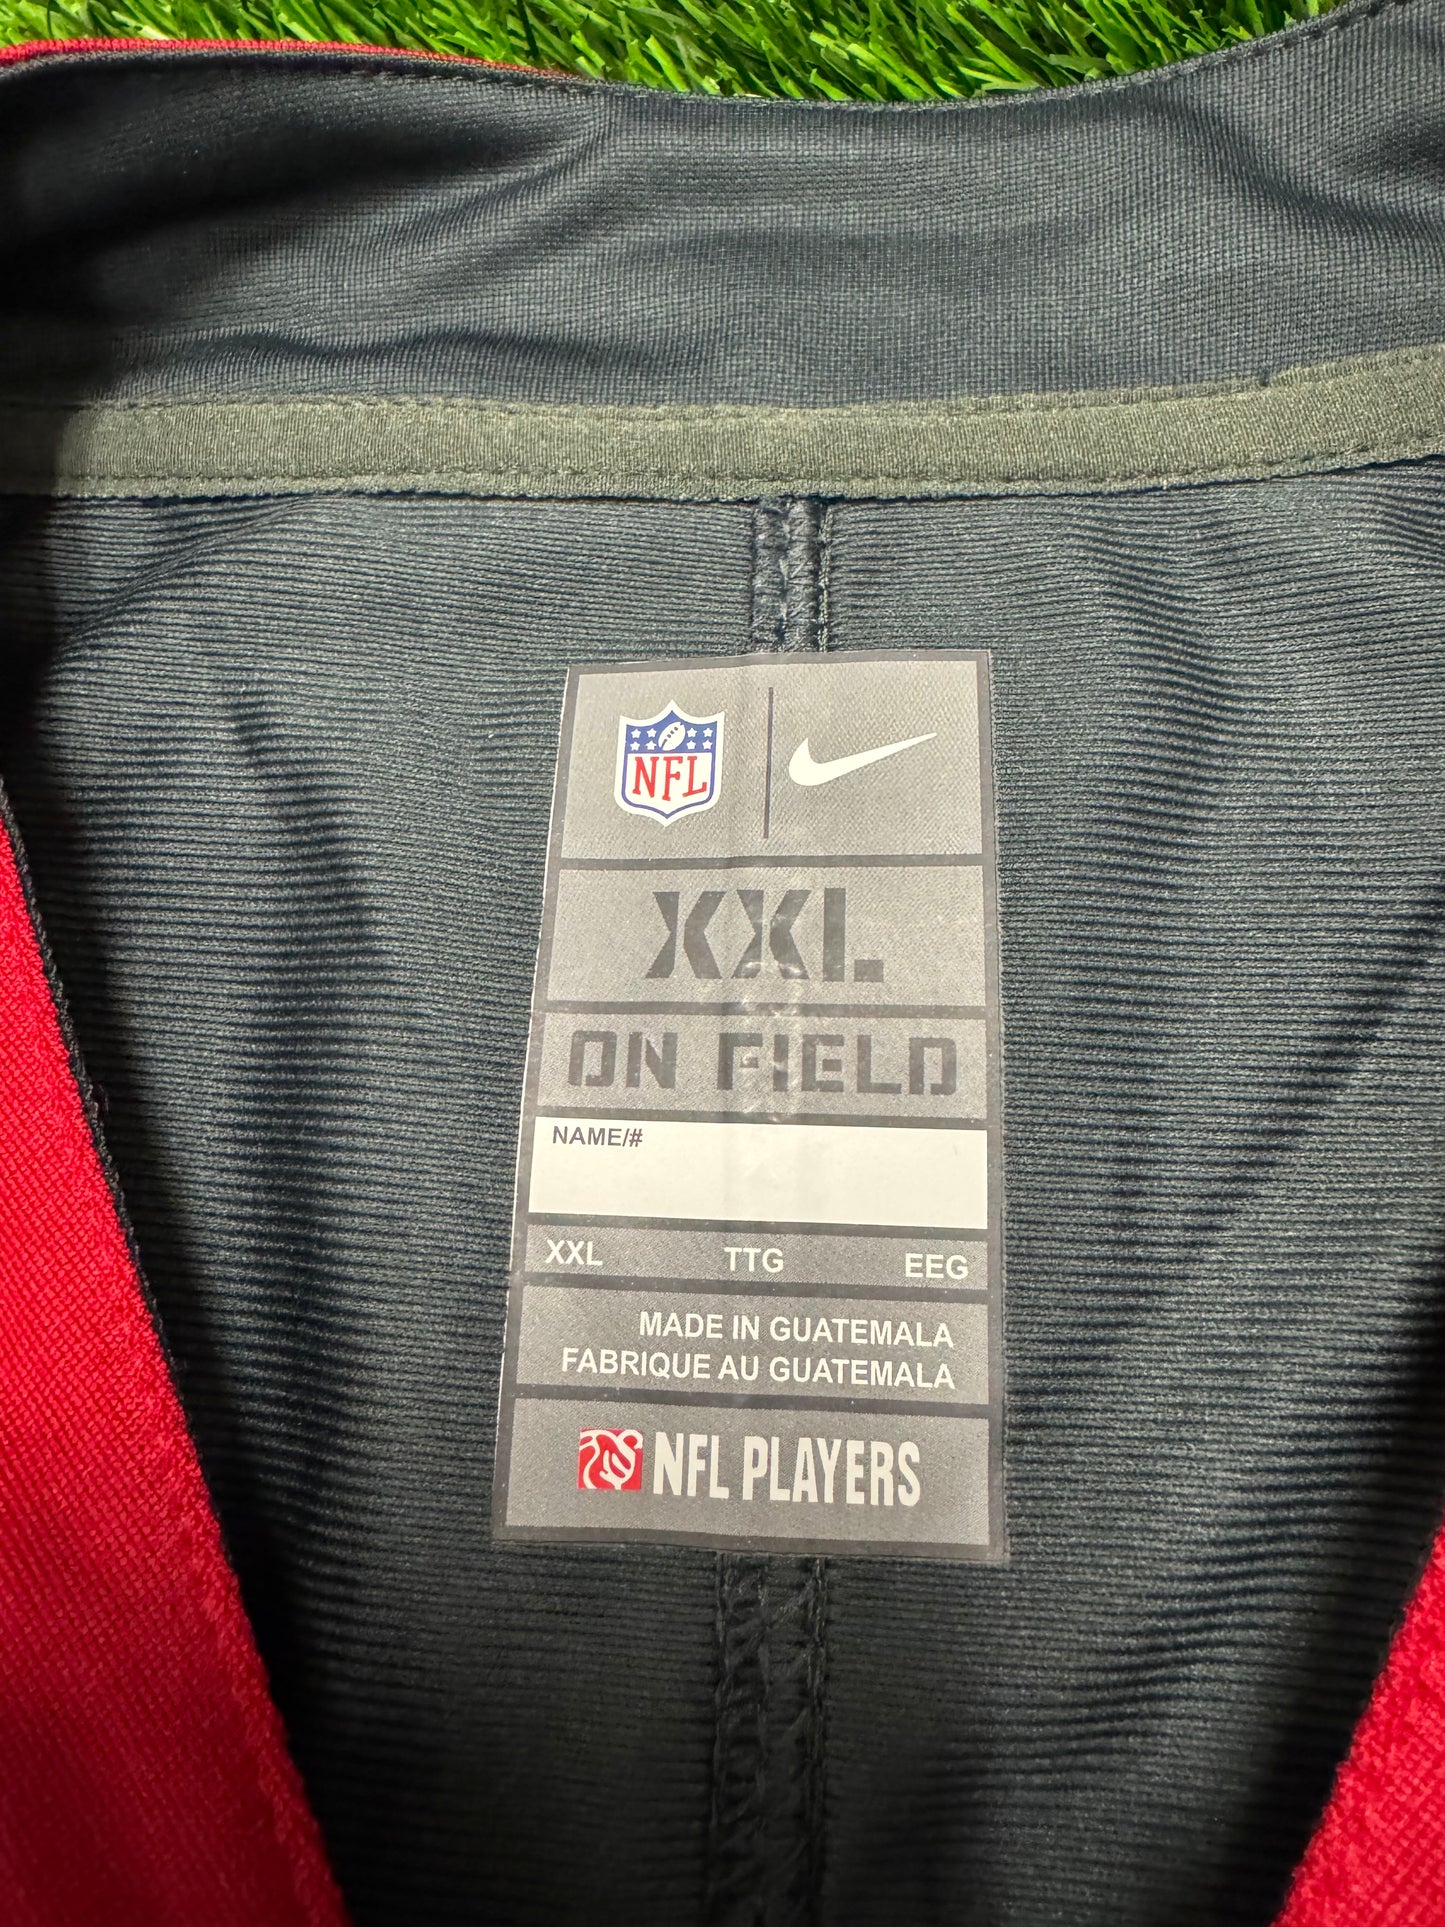 NFL
XXL
ON FIELD
NAME/#
XXL TTG EEG
MADE IN GUATEMALA
FABRIQUE AU GUATEMALA
NFL PLAYERS